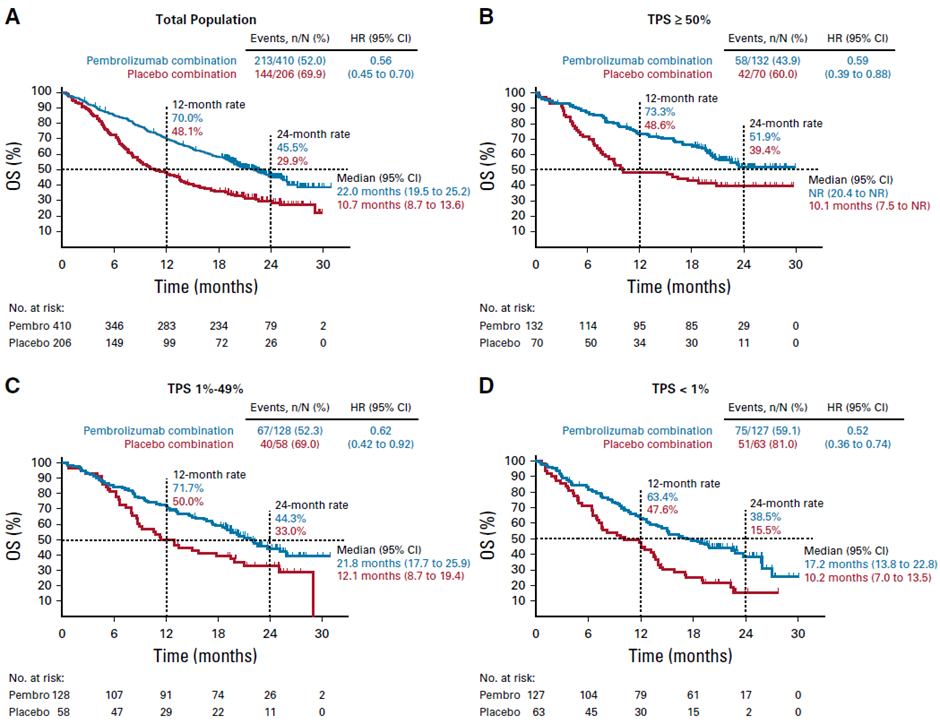 A
Total Population
Events, n/N (%) HR (95% CI)
Pembrolizumab combination 213/410 (52.0) 0.56
Placebo combination 144/206 (69.9) (0.45 to 0.70)
OS (%)
100
90
80
70
60
50
40
30
20
10
12-month rate
70.0%
48.1%
24-month rate
45.5%
29.9%
Median (95% CI)
22.0 months (19.5 to 25.2)
10.7 months (8.7 to 13.6)
0 6 12 18 24 30
Time (months)
No. at risk:
Pembro 410 346 283 234 79 2
Placebo 206 149 99 72 26 0
B
TPS ≥ 50%
Events, n/N (%) HR (95% CI)
Pembrolizumab combination 58/132 (43.9) 0.59
Placebo combination 42/70 (60.0) (0.39 to 0.88)
OS (%)
100
90
80
70
60
50
40
30
20
10
12-month rate
73.3%
48.6%
24-month rate
51.9%
39.4%
Median (95% CI)
NR (20.4 to NR)
10.1 months (7.5 to NR)
0 6 12 18 24 30
Time (months)
No. at risk:
Pembro 132 114 95 85 29 0
Placebo 70 50 34 30 11 0
C
TPS 1%-49%
Events, n/N (%) HR (95% CI)
Pembrolizumab combination 67/128 (52.3) 0.62
Placebo combination 40/58 (69.0) (0.42 to 0.92)
OS (%)
100
90
80
70
60
50
40
30
20
10
12-month rate
71.7%
50.0%
24-month rate
44.3%
33.0%
Median (95% CI)
21.8 months (17.7 to 25.9)
12.1 months (8.7 to 19.4)
0 6 12 18 24 30
Time (months)
No. at risk:
Pembro 128 107 91 74 26 2
Placebo 58 47 29 22 11 0
D
TPS < 1%
Events, n/N (%) HR (95% CI)
Pembrolizumab combination 75/127 (59.1) 0.52
Placebo combination 51/63 (81.0) (0.36 to 0.74)
OS (%)
100
90
80
70
60
50
40
30
20
10
12-month rate
63.4%
47.6%
24-month rate
38.5%
15.5%
Median (95% CI)
17.2 months (13.8 to 22.8)
10.2 months (7.0 to 13.5)
0 6 12 18 24 30
Time (months)
No. at risk:
Pembro 127 104 79 61 17 0
Placebo 63 45 30 15 2 0